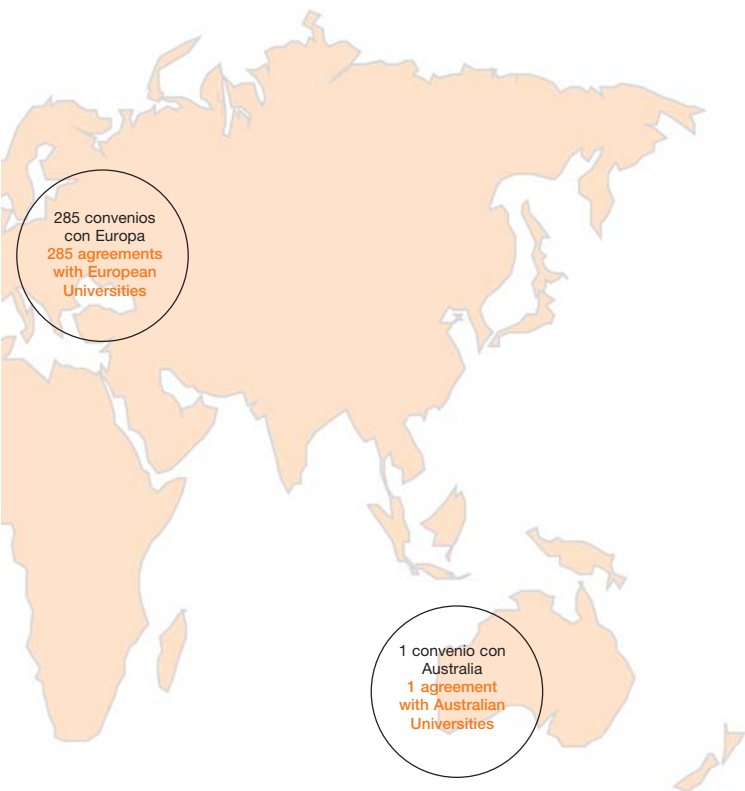 285 convenios
con Europa
285 agreements
with European
Universities
1 convenio con
Australia
1 agreement
with Australian
Universities